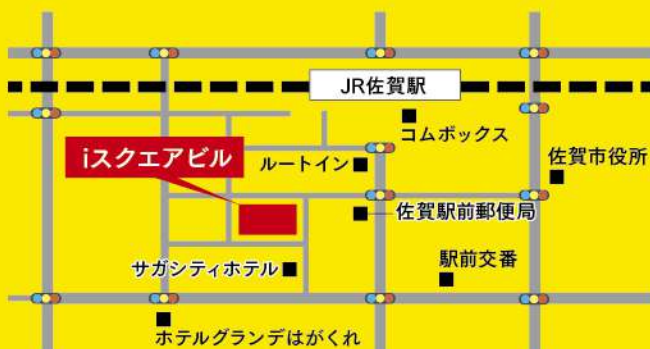 JR佐賀駅
コムボックス
iスクエアビル
ルートイン
佐賀市役所
佐賀駅前郵便局
駅前交番
サガシティホテル
ホテルグランデはがくれ